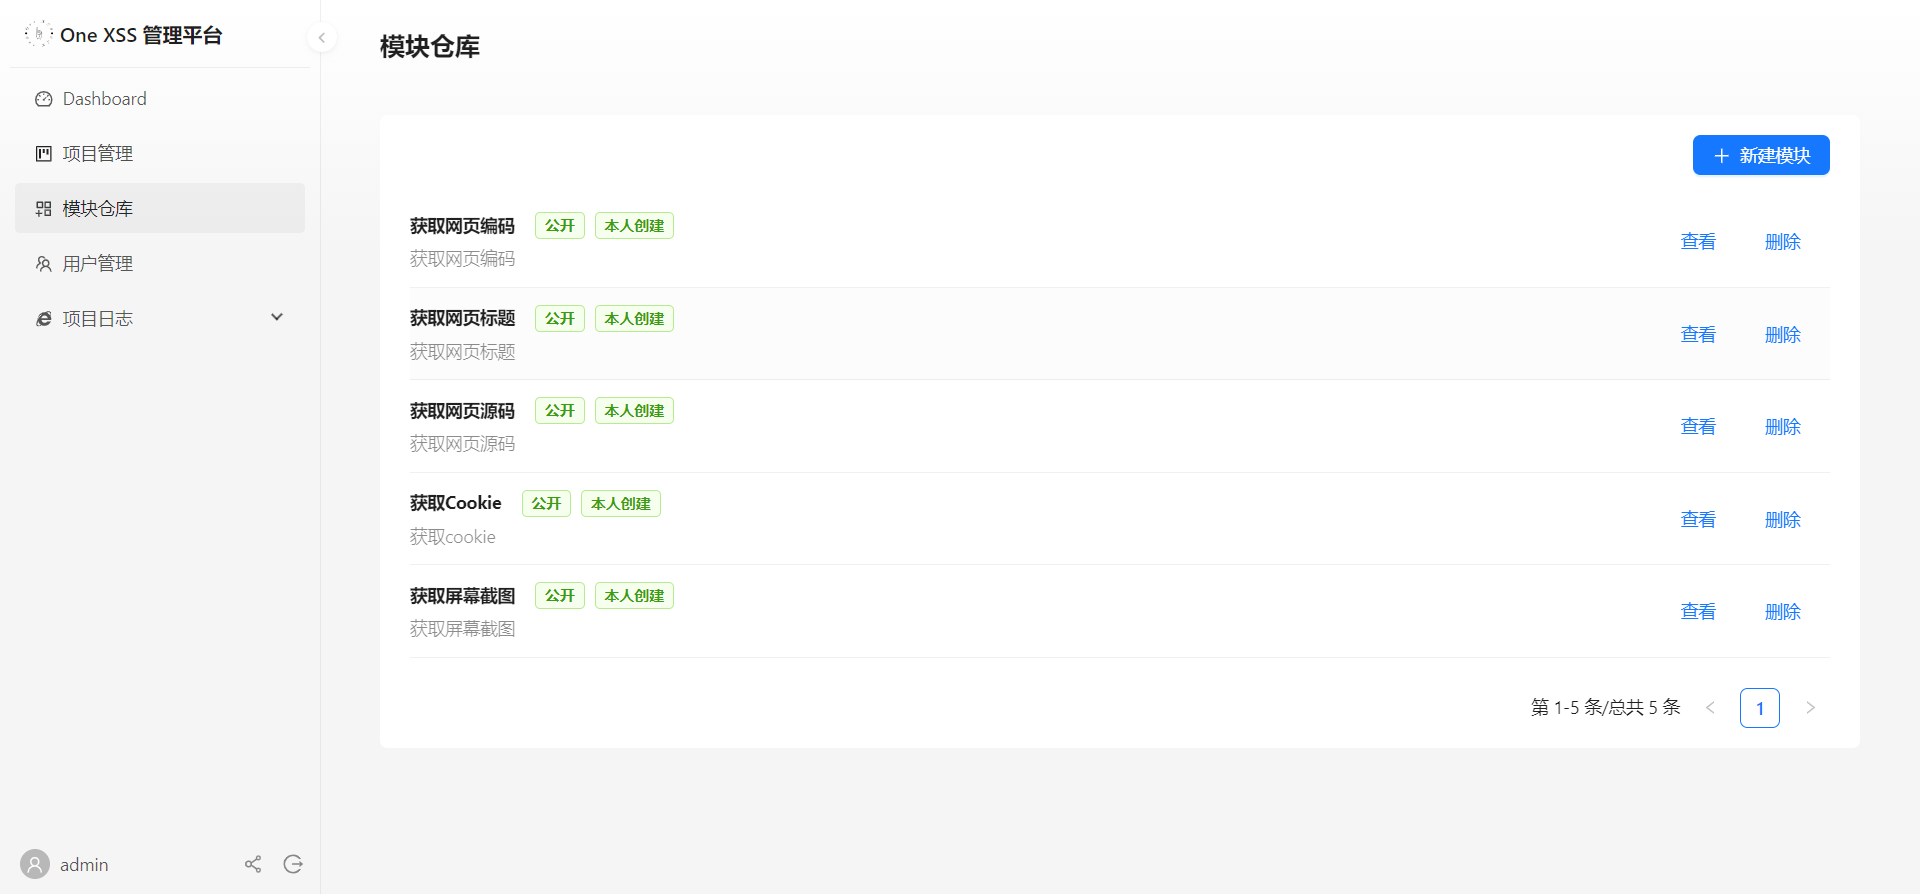 One XSS 管理平台
Dashboard
项目管理
模块仓库
用户管理
项目日志
admin
模块仓库
新建模块
获取网页编码 公开 本人创建
获取网页编码
查看 删除
获取网页标题 公开 本人创建
获取网页标题
查看 删除
获取网页源码 公开 本人创建
获取网页源码
查看 删除
获取Cookie 公开 本人创建
获取cookie
查看 删除
获取屏幕截图 公开 本人创建
获取屏幕截图
查看 删除
第 1-5 条/总共 5 条 1